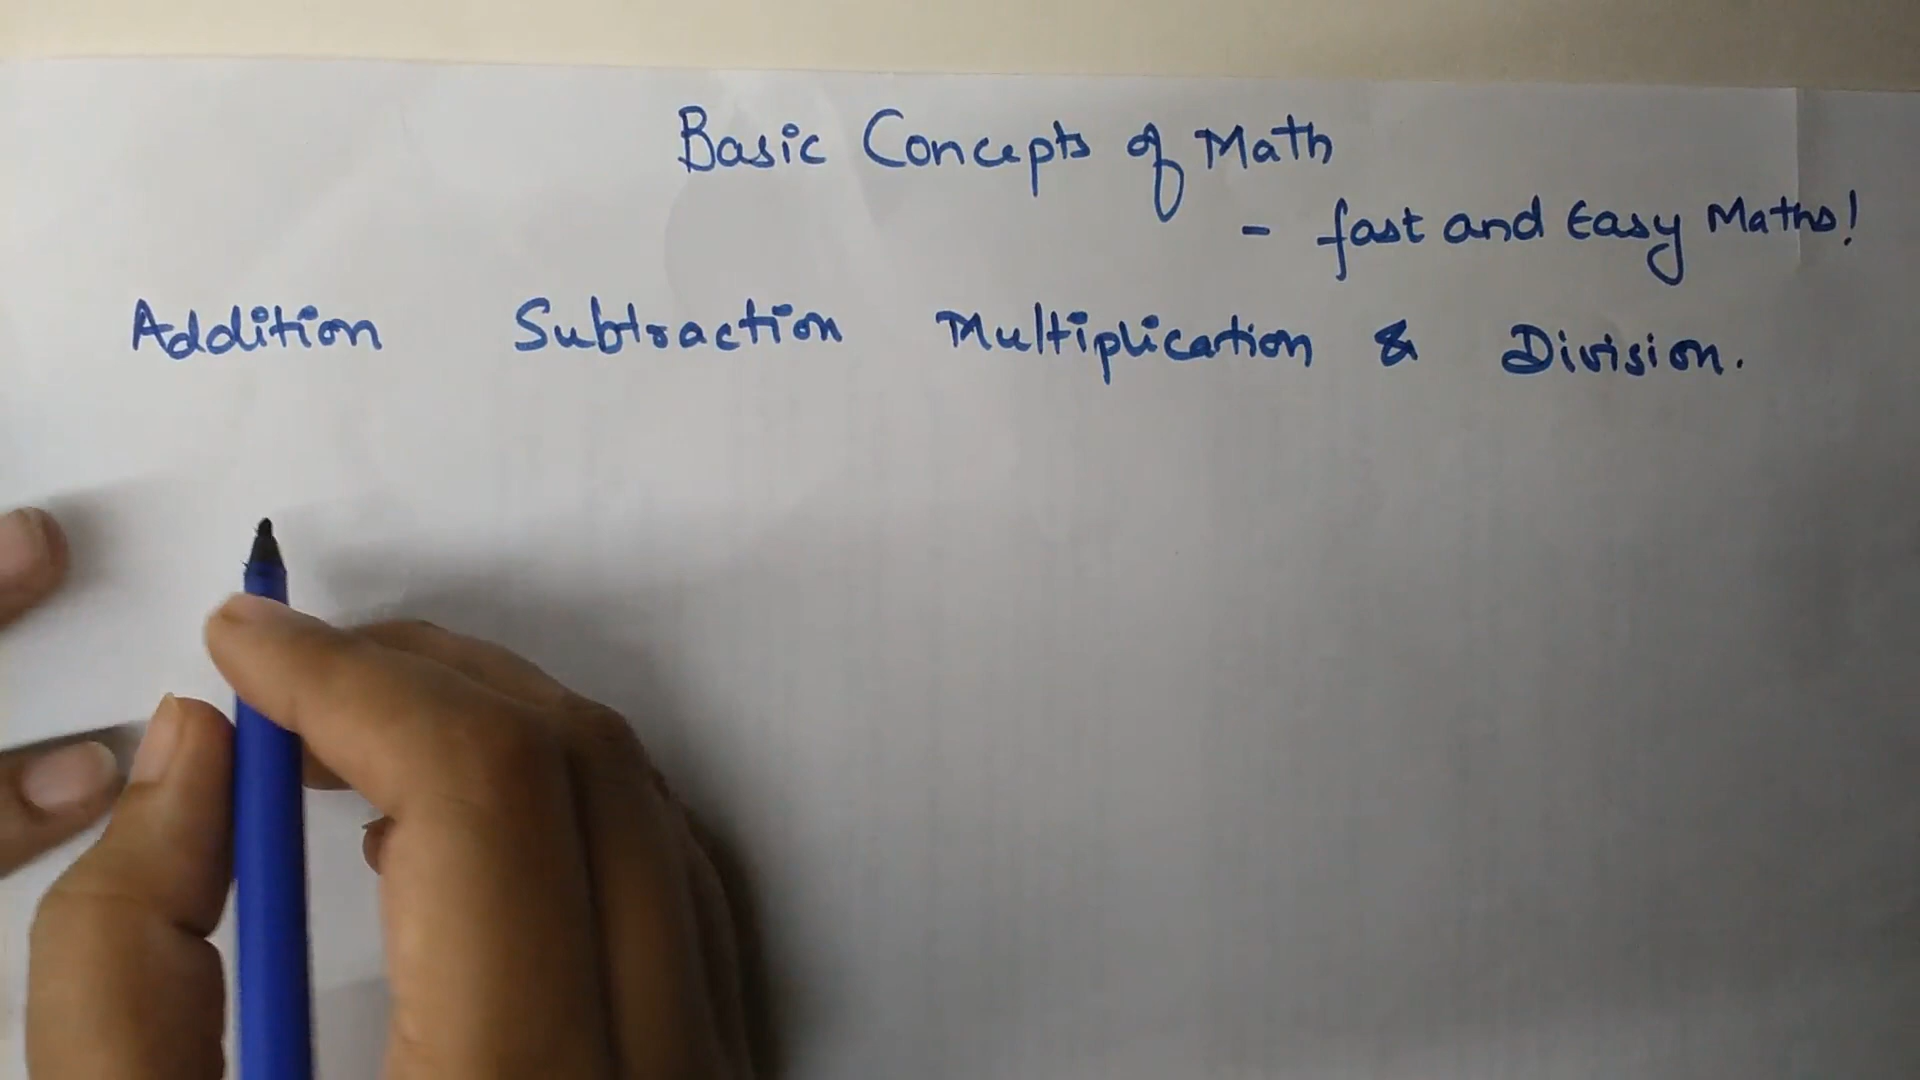 Basic Concepts of Math
- fast and Easy Maths!
Addition Subtraction Multiplication & Division.